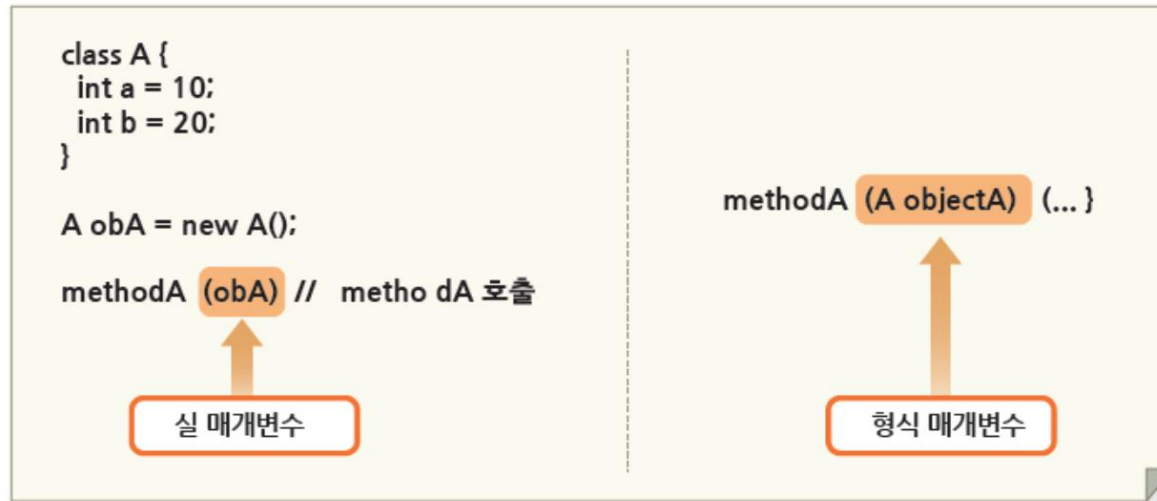 class A {
int a = 10;
int b = 20;
}
A obA = new A();
methodA (obA) // metho dA 호출
실 매개변수
methodA (A objectA) (... }
형식 매개변수